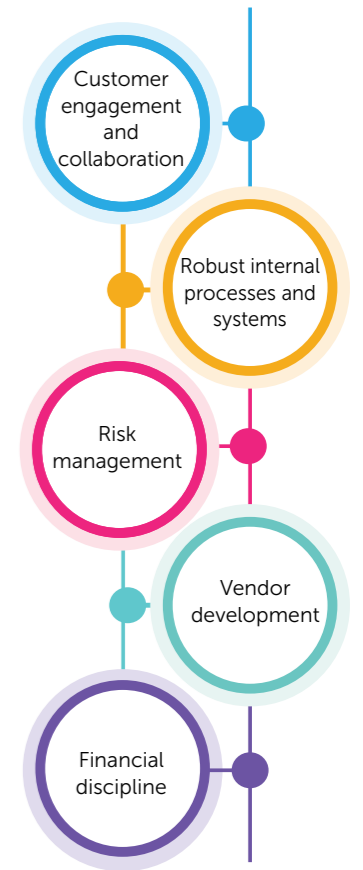 Customer
engagement
and
collaboration
Robust internal
processes and
systems
Risk
management
Vendor
development
Financial
discipline